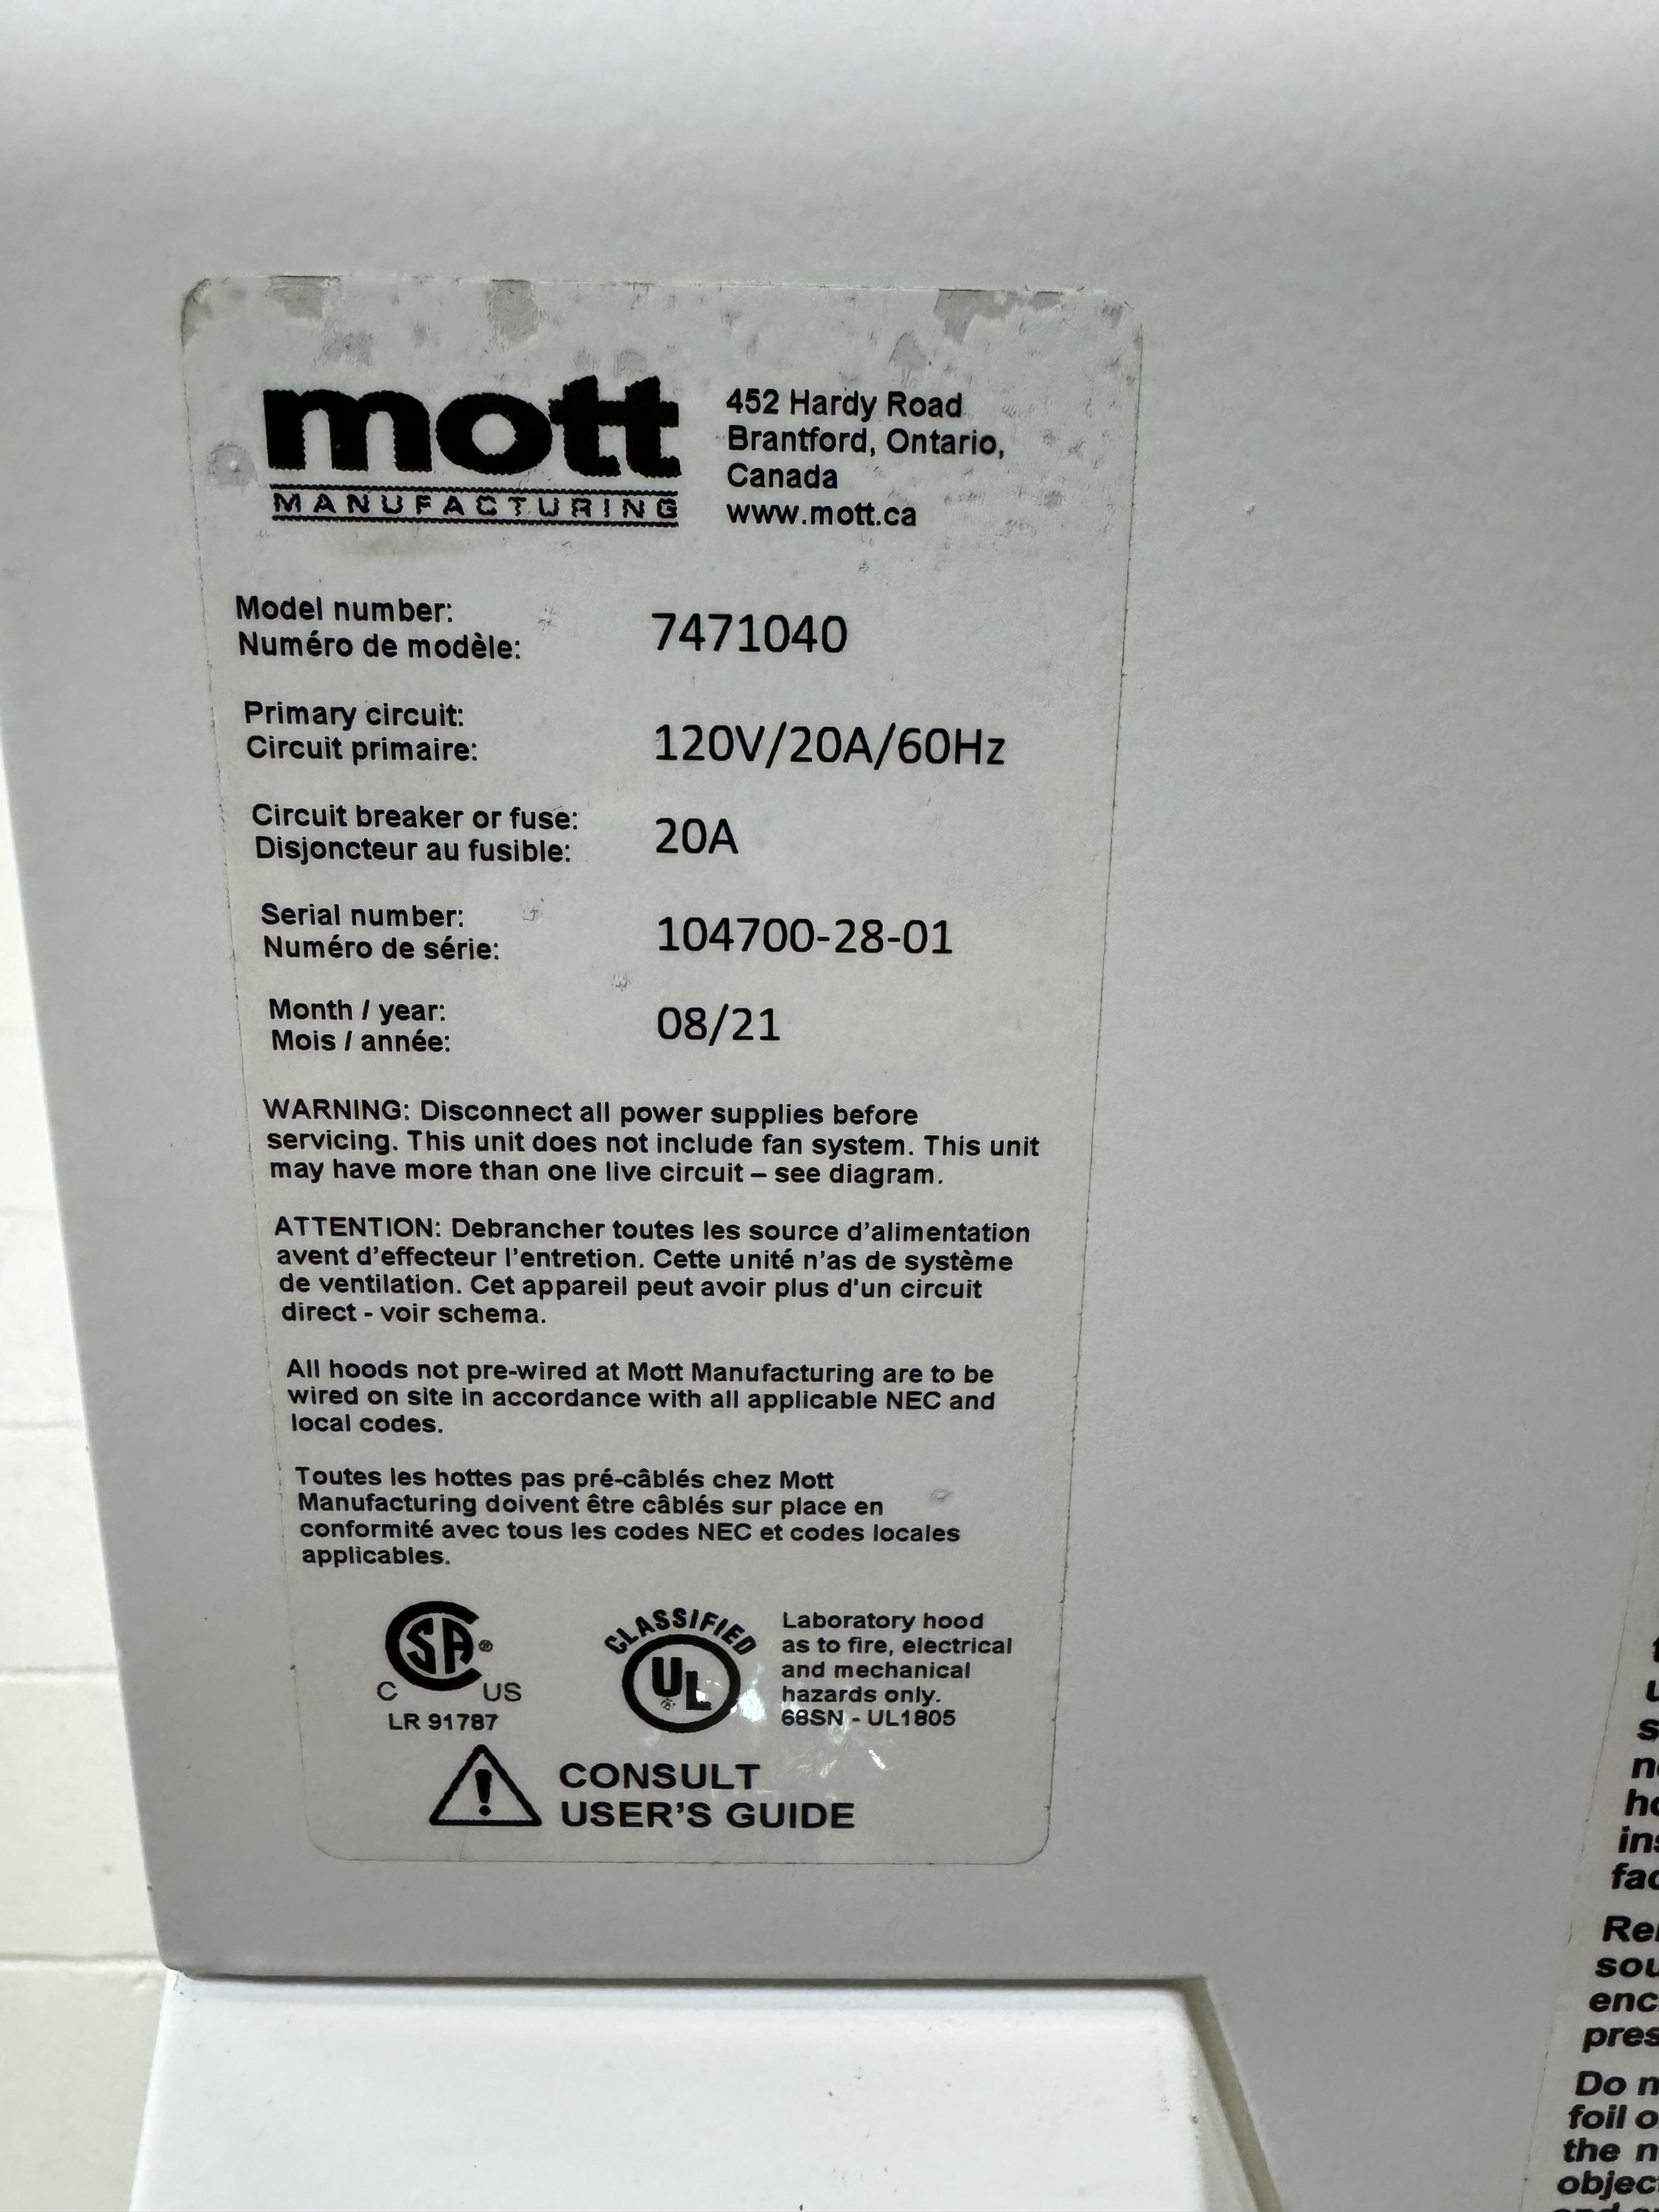 mott
MANUFACTURING
452 Hardy Road
Brantford, Ontario,
Canada
www.mott.ca
Model number:
Numéro de modèle:
7471040
Primary circuit:
Circuit primaire:
120V/20A/60Hz
Circuit breaker or fuse:
Disjoncteur au fusible:
20A
Serial number:
Numéro de série:
104700-28-01
Month / year:
Mois / année:
08/21
WARNING: Disconnect all power supplies before
servicing. This unit does not include fan system. This unit
may have more than one live circuit – see diagram.
ATTENTION: Debrancher toutes les source d'alimentation
avent d'effecteur l'entretion. Cette unité n'as de système
de ventilation. Cet appareil peut avoir plus d'un circuit
direct - voir schema.
All hoods not pre-wired at Mott Manufacturing are to be
wired on site in accordance with all applicable NEC and
local codes.
Toutes les hottes pas pré-câblés chez Mott
Manufacturing doivent être câblés sur place en
conformité avec tous les codes NEC et codes locales
applicables.
SA®
C US
LR 91787
CLASSIFIED
UL
Laboratory hood
as to fire, electrical
and mechanical
hazards only.
68SN - UL1805
! CONSULT
USER'S GUIDE
Do
foil
the